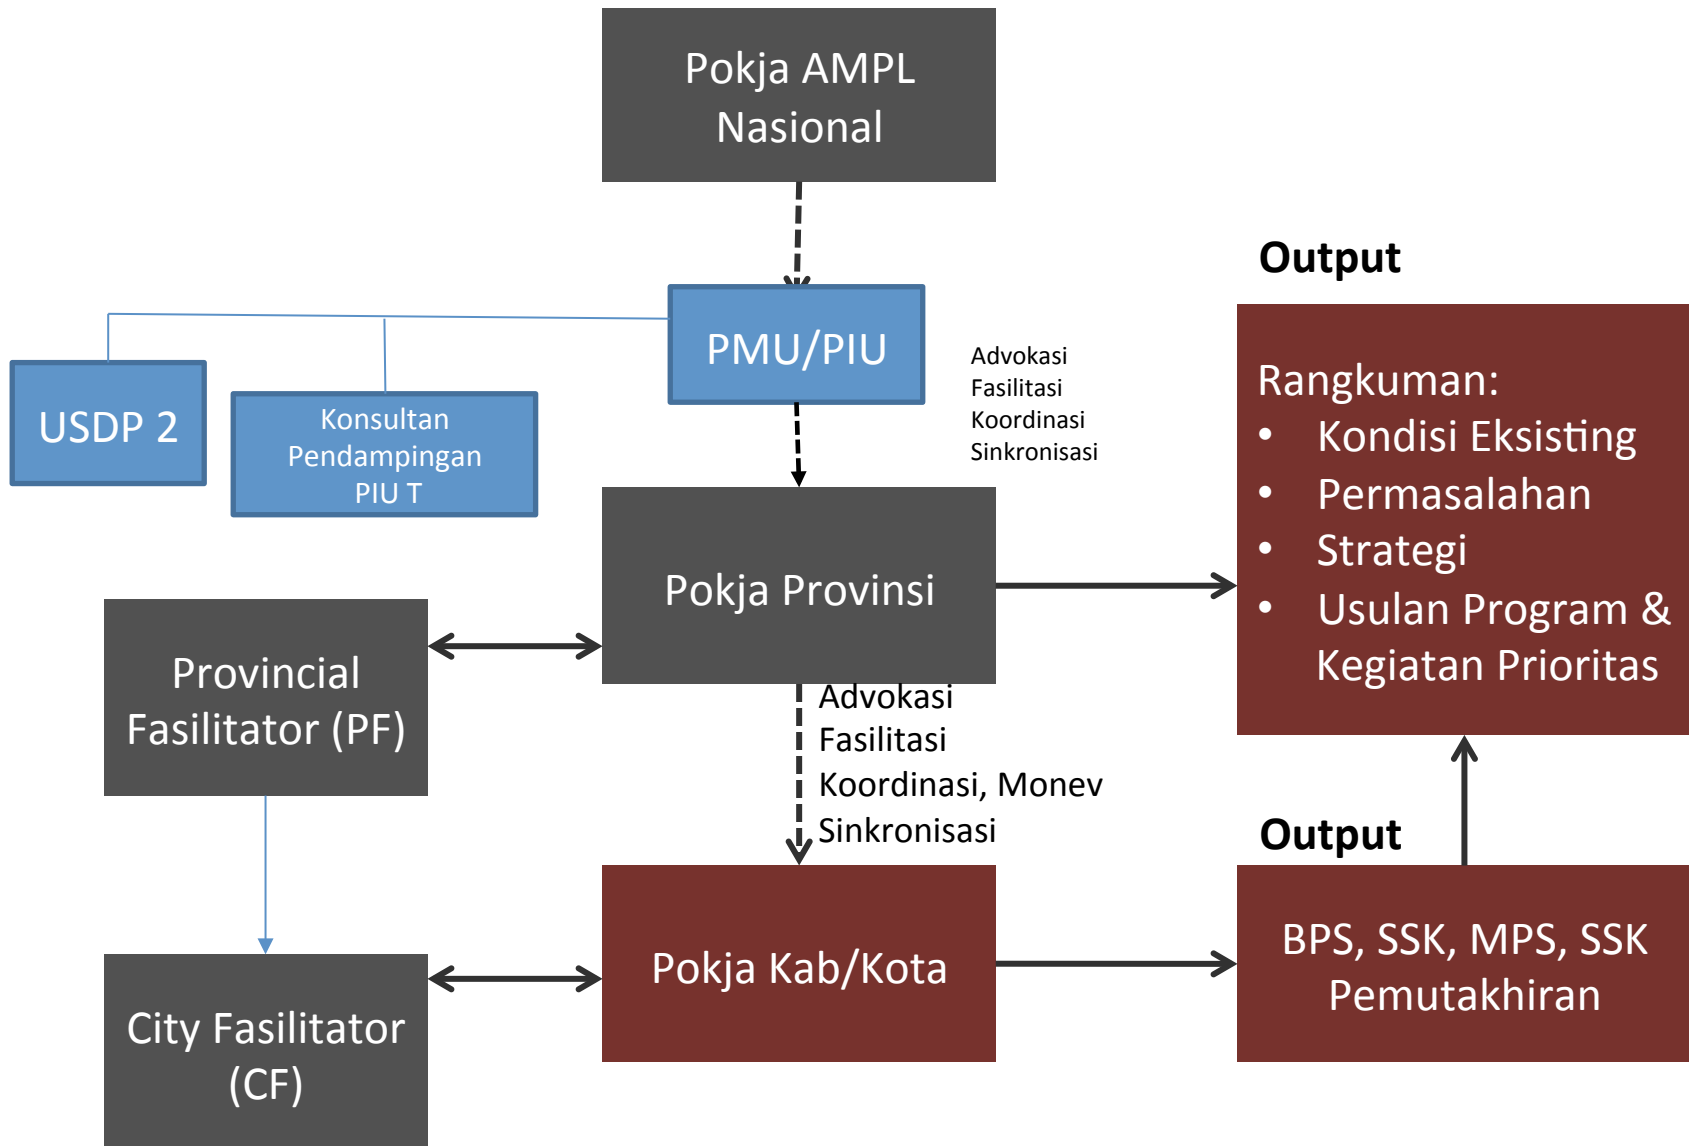 Pokja AMPL
Nasional
Output
PMU/PIU
USDP 2
Konsultan
Pendampingan
PIU T
Advokasi
Fasilitasi
Koordinasi
Sinkronisasi
Rangkuman:
• Kondisi Eksisting
• Permasalahan
• Strategi
• Usulan Program &
Kegiatan Prioritas
Pokja Provinsi
Provincial
Fasilitator (PF)
Advokasi
Fasilitasi
Koordinasi, Monev
Sinkronisasi
Output
Pokja Kab/Kota
BPS, SSK, MPS, SSK
Pemutakhiran
City Fasilitator
(CF)